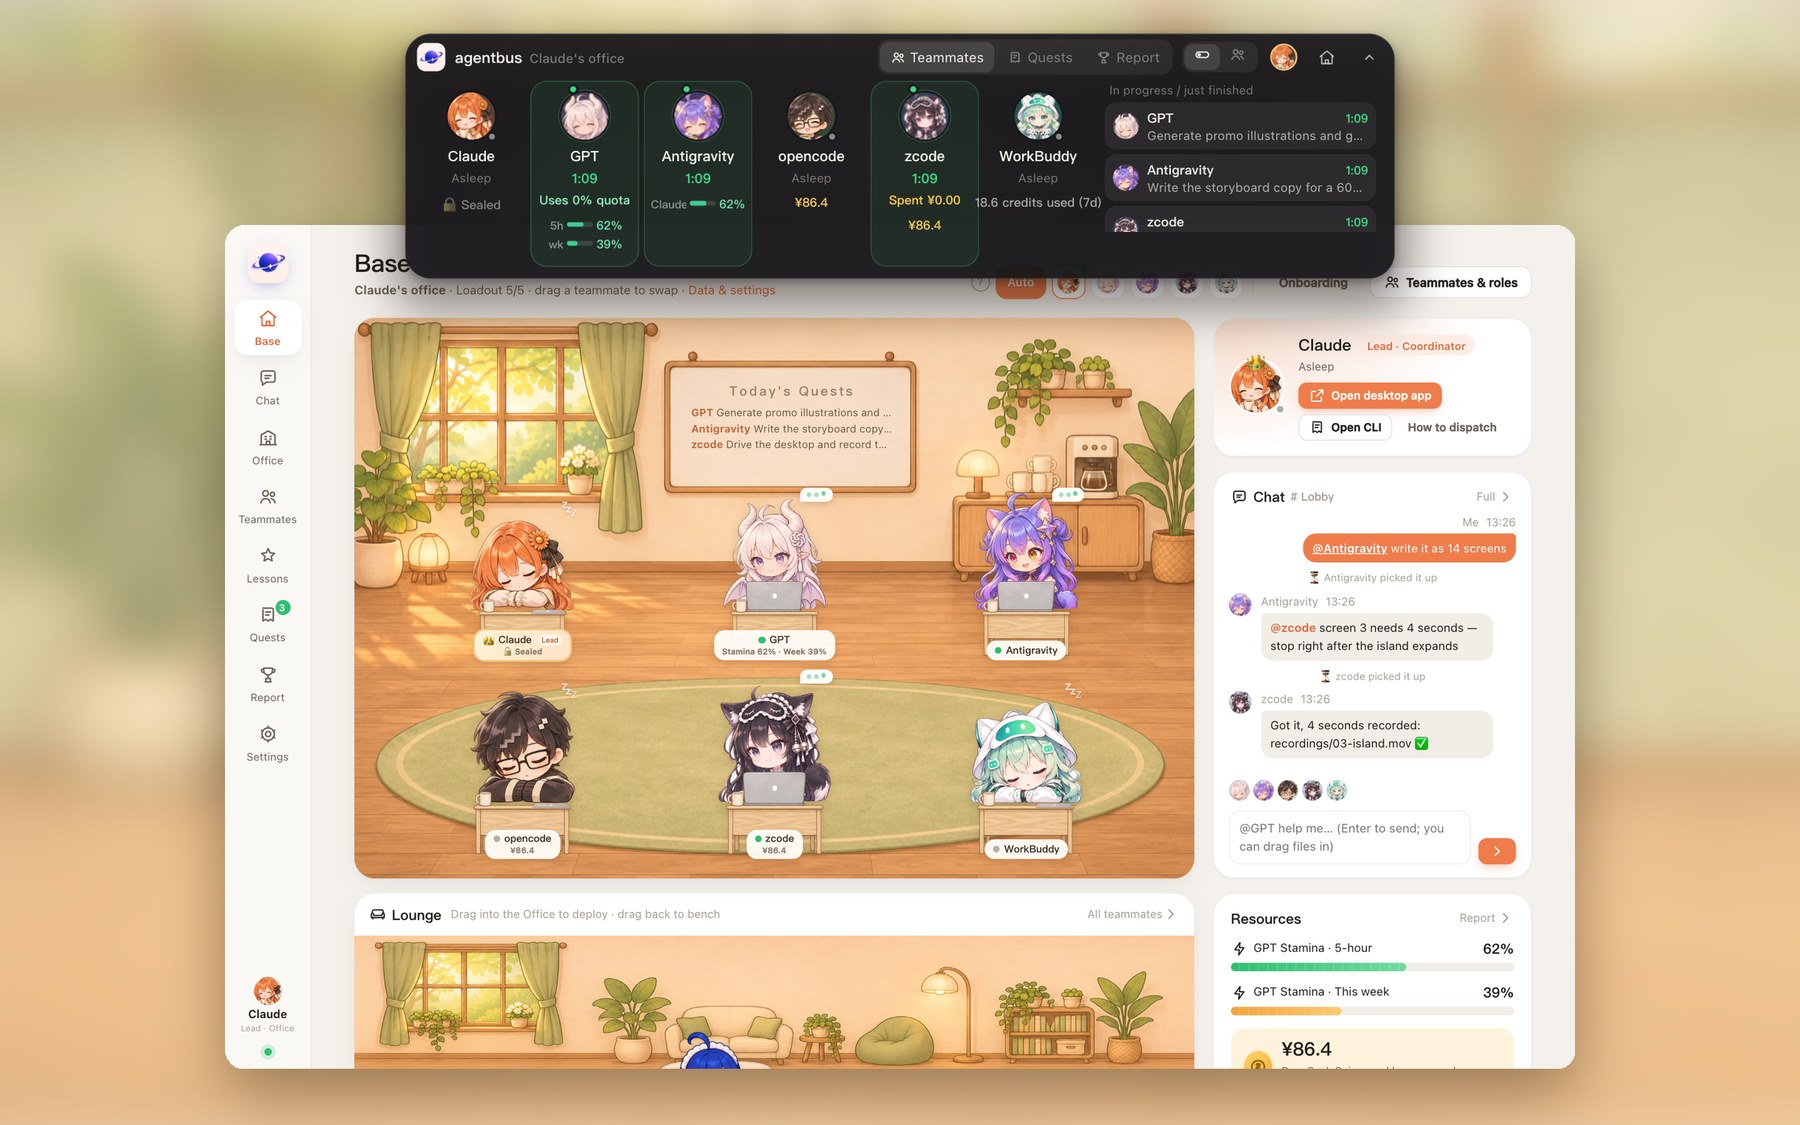 agentbus Claude's office
Teammates
Quests
Report
Claude
Asleep
Sealed
GPT
1:09
Uses 0% quota
5h 62%
wk 39%
Antigravity
1:09
Claude 62%
opencode
Asleep
¥86.4
zcode
1:09
Spent ¥0.00
¥86.4
WorkBuddy
Asleep
18.6 credits used (7d)
In progress / just finished
GPT 1:09
Generate promo illustrations and g...
Antigravity 1:09
Write the storyboard copy for a 60...
zcode 1:09
Base
Claude's office · Loadout 5/5 · drag a teammate to swap · Data & settings
?
Auto
Onboarding
Teammates & roles
Base
Chat
Office
Teammates
Lessons
3
Quests
Report
Settings
Claude
Lead · Office
Today's Quests
GPT Generate promo illustrations and ...
Antigravity Write the storyboard copy...
zcode Drive the desktop and record t...
zzz
Claude Lead
Sealed
GPT
Stamina 62% · Week 39%
Antigravity
zzz
zzz
opencode
¥86.4
zcode
¥86.4
WorkBuddy
Lounge Drag into the Office to deploy · drag back to bench
All teammates
Claude Lead · Coordinator
Asleep
Open desktop app
Open CLI
How to dispatch
Chat # Lobby Full
Me 13:26
@Antigravity write it as 14 screens
Antigravity picked it up
Antigravity 13:26
@zcode screen 3 needs 4 seconds —
stop right after the island expands
zcode picked it up
zcode 13:26
Got it, 4 seconds recorded:
recordings/03-island.mov ✅
@GPT help me... (Enter to send; you
can drag files in)
Resources Report
GPT Stamina · 5-hour 62%
GPT Stamina · This week 39%
¥86.4